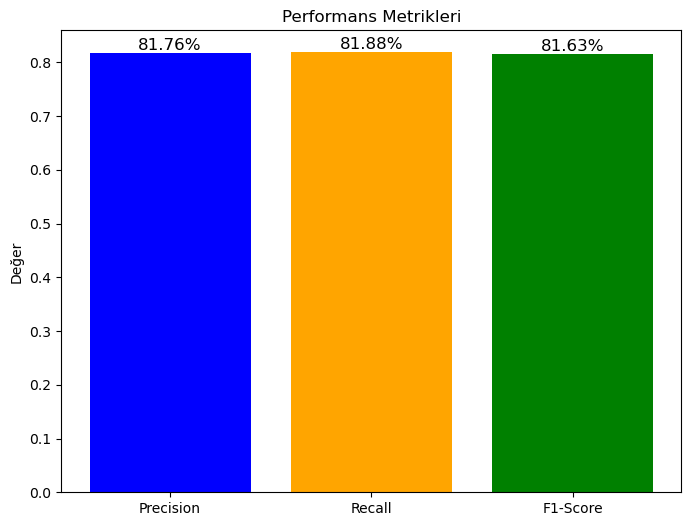 Performans Metrikleri
81.76%
81.88%
81.63%
0.8
0.7
0.6
0.5
0.4
0.3
0.2
0.1
0.0
Değer
Precision
Recall
F1-Score